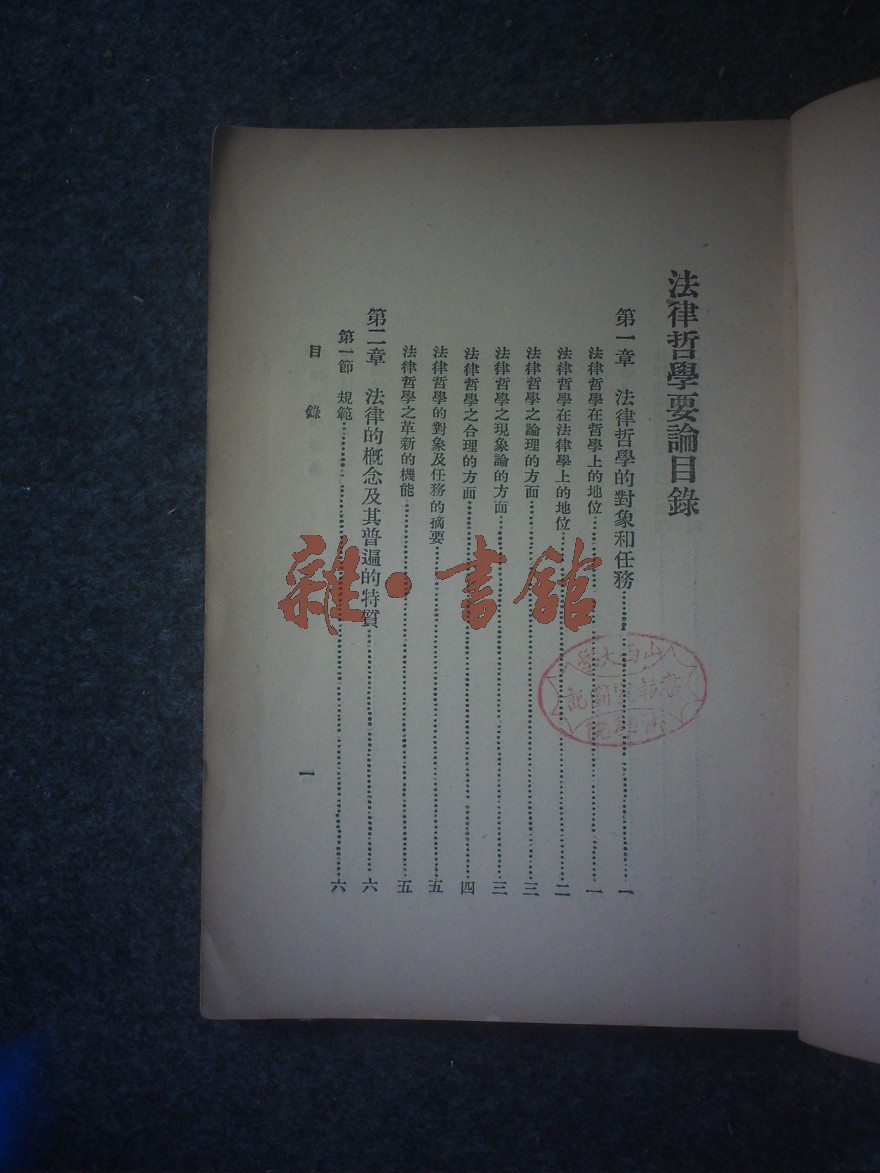 法律哲學要論目錄
第一章 法律哲學的對象和任務……一
法律哲學在哲學上的地位……一
法律哲學在法律學上的地位……二
法律哲學之論理的方面……三
法律哲學之現象論的方面……三
法律哲學之合理的方面……四
法律哲學的對象及任務的摘要……五
法律哲學之革新的機能……五
第二章 法律的概念及其普遍的特質……六
第一節 規範……六
目錄
一
雜·書館
山西大學
法學院